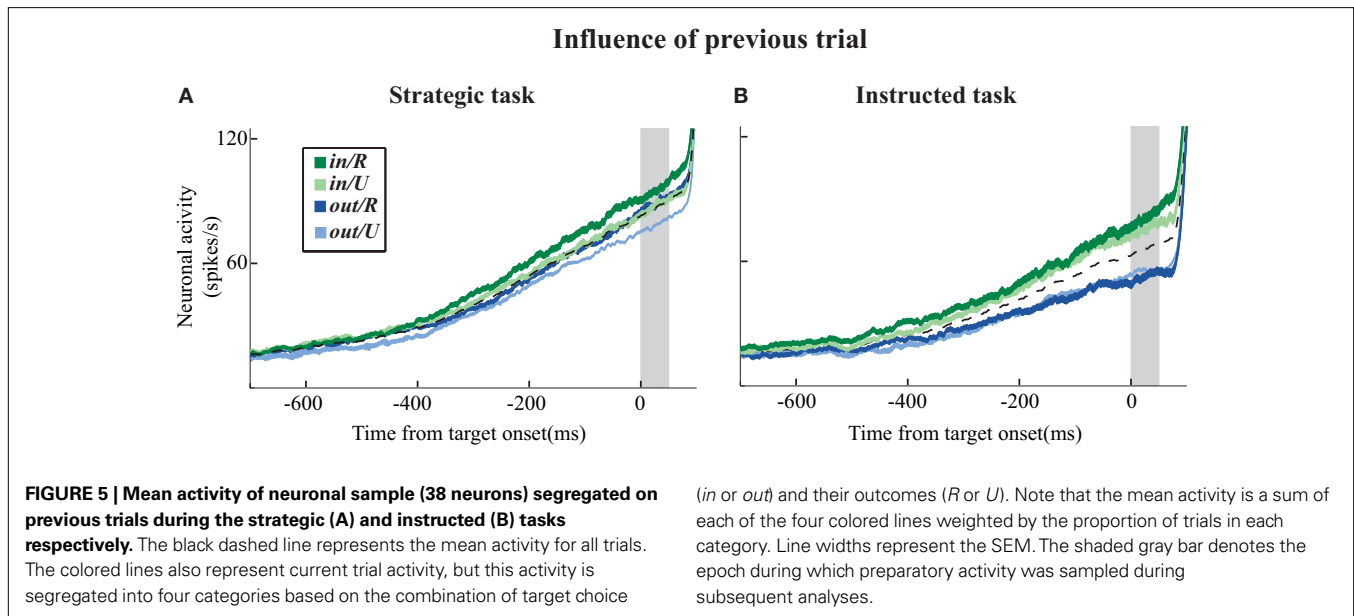 Influence of previous trial
A
Strategic task
B
Instructed task
120
60
Neuronal acivity
(spikes/s)
in/R
in/U
out/R
out/U
-600
-400
-200
0
Time from target onset(ms)
-600
-400
-200
0
Time from target onset(ms)
FIGURE 5 | Mean activity of neuronal sample (38 neurons) segregated on
previous trials during the strategic (A) and instructed (B) tasks
respectively. The black dashed line represents the mean activity for all trials.
The colored lines also represent current trial activity, but this activity is
segregated into four categories based on the combination of target choice
(in or out) and their outcomes (R or U). Note that the mean activity is a sum of
each of the four colored lines weighted by the proportion of trials in each
category. Line widths represent the SEM. The shaded gray bar denotes the
epoch during which preparatory activity was sampled during
subsequent analyses.